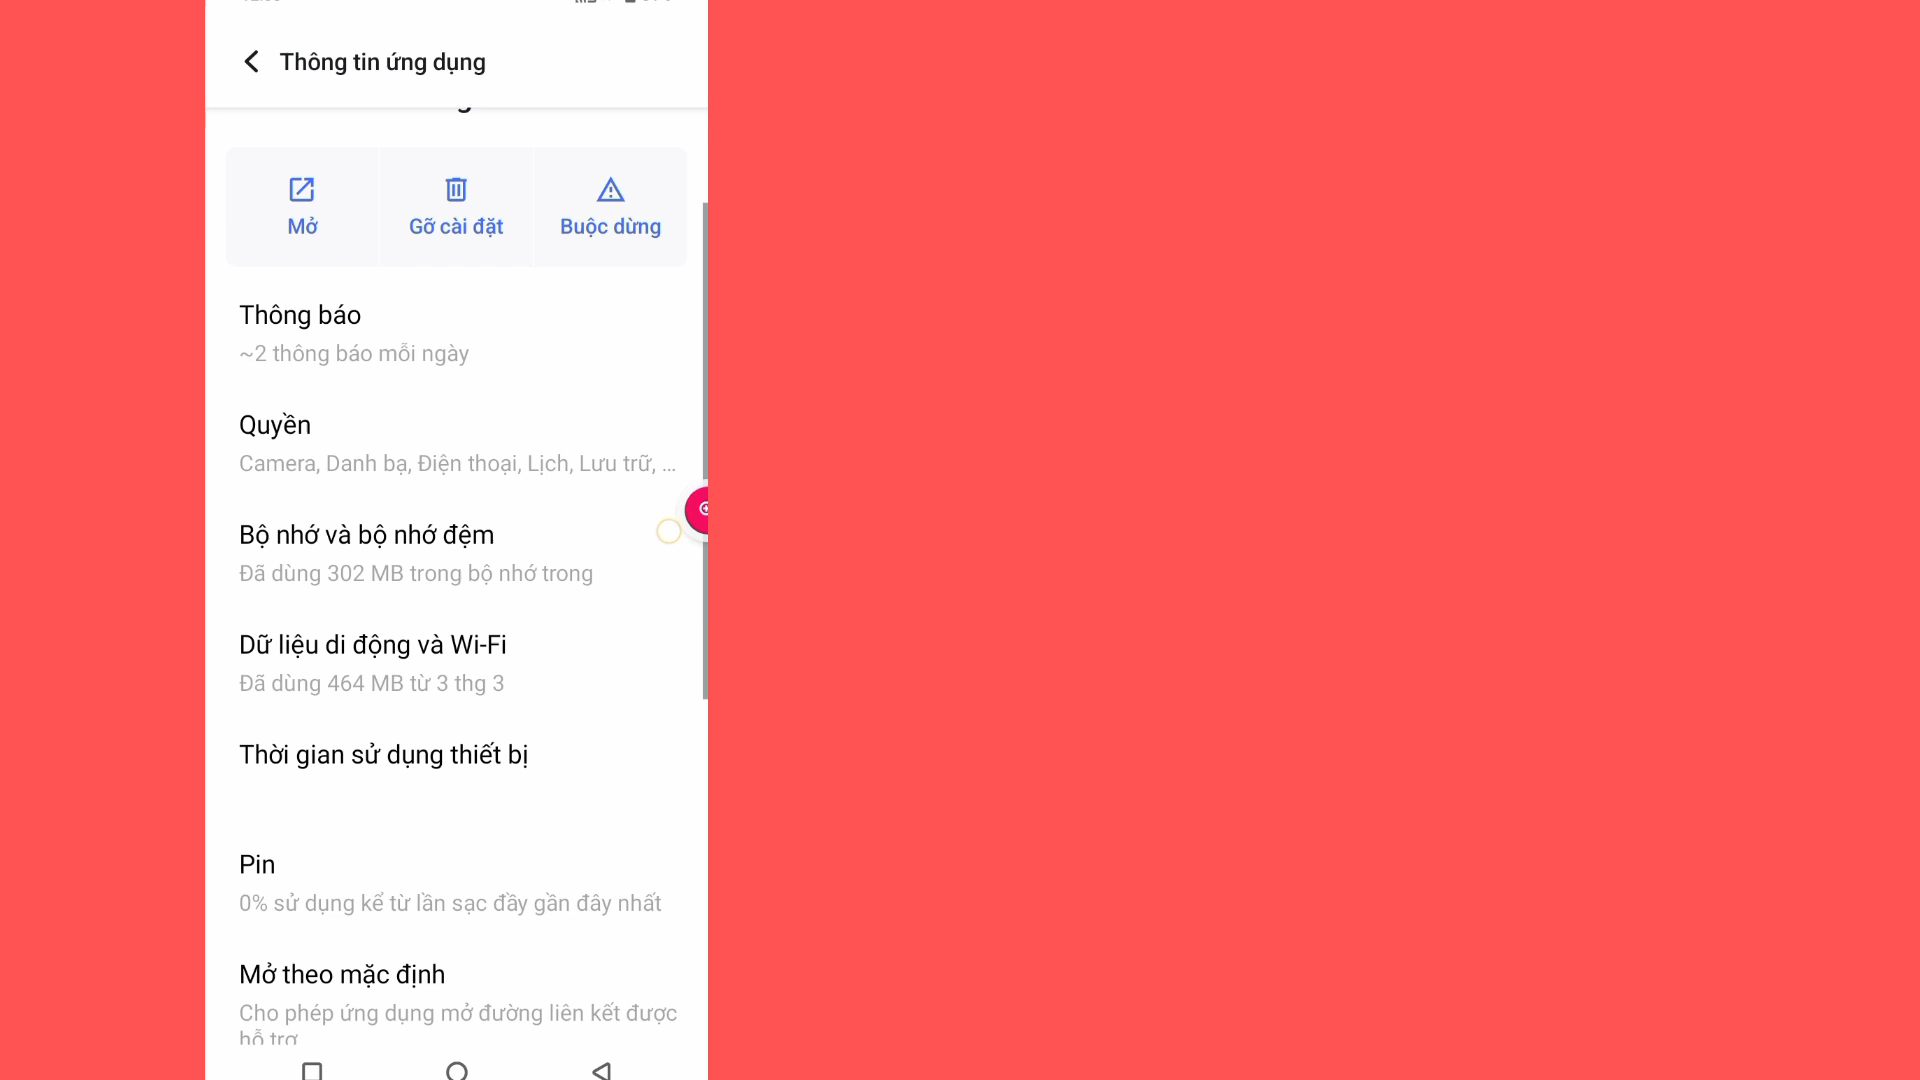 Thông tin ứng dụng
Mở
Gỡ cài đặt
Buộc dừng
Thông báo
~2 thông báo mỗi ngày
Quyền
Camera, Danh bạ, Điện thoại, Lịch, Lưu trữ, ...
Bộ nhớ và bộ nhớ đệm
Đã dùng 302 MB trong bộ nhớ trong
Dữ liệu di động và Wi-Fi
Đã dùng 464 MB từ 3 thg 3
Thời gian sử dụng thiết bị
Pin
0% sử dụng kể từ lần sạc đầy gần đây nhất
Mở theo mặc định
Cho phép ứng dụng mở đường liên kết được
hỗ trợ